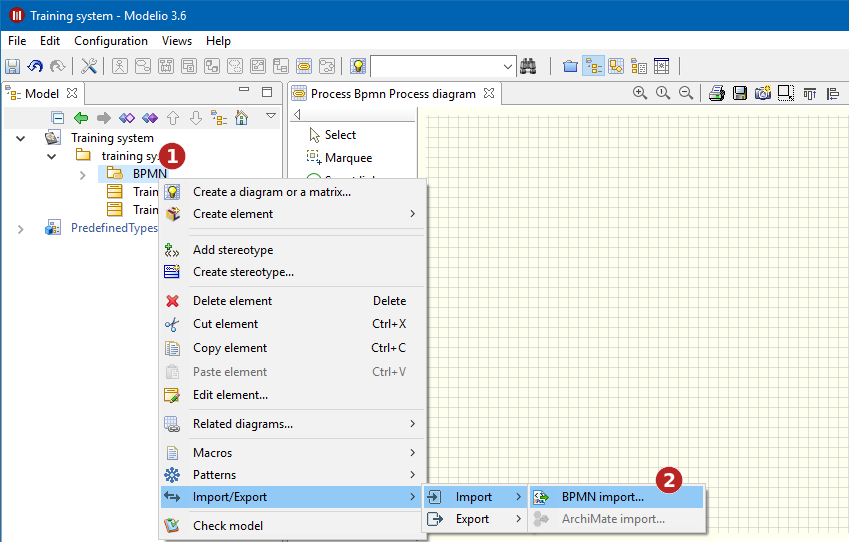 Training system - Modelio 3.6
File Edit Configuration Views Help
Model
Process Bpmn Process diagram
Training system
training sy
1
BPMN
Train
Train
PredefinedTypes
Select
Marquee
Create a diagram or a matrix...
Create element
Add stereotype
Create stereotype...
Delete element Delete
Cut element Ctrl+X
Copy element Ctrl+C
Paste element Ctrl+V
Edit element...
Related diagrams...
Macros
Patterns
Import/Export
Check model
Import
Export
2
BPMN import...
ArchiMate import...